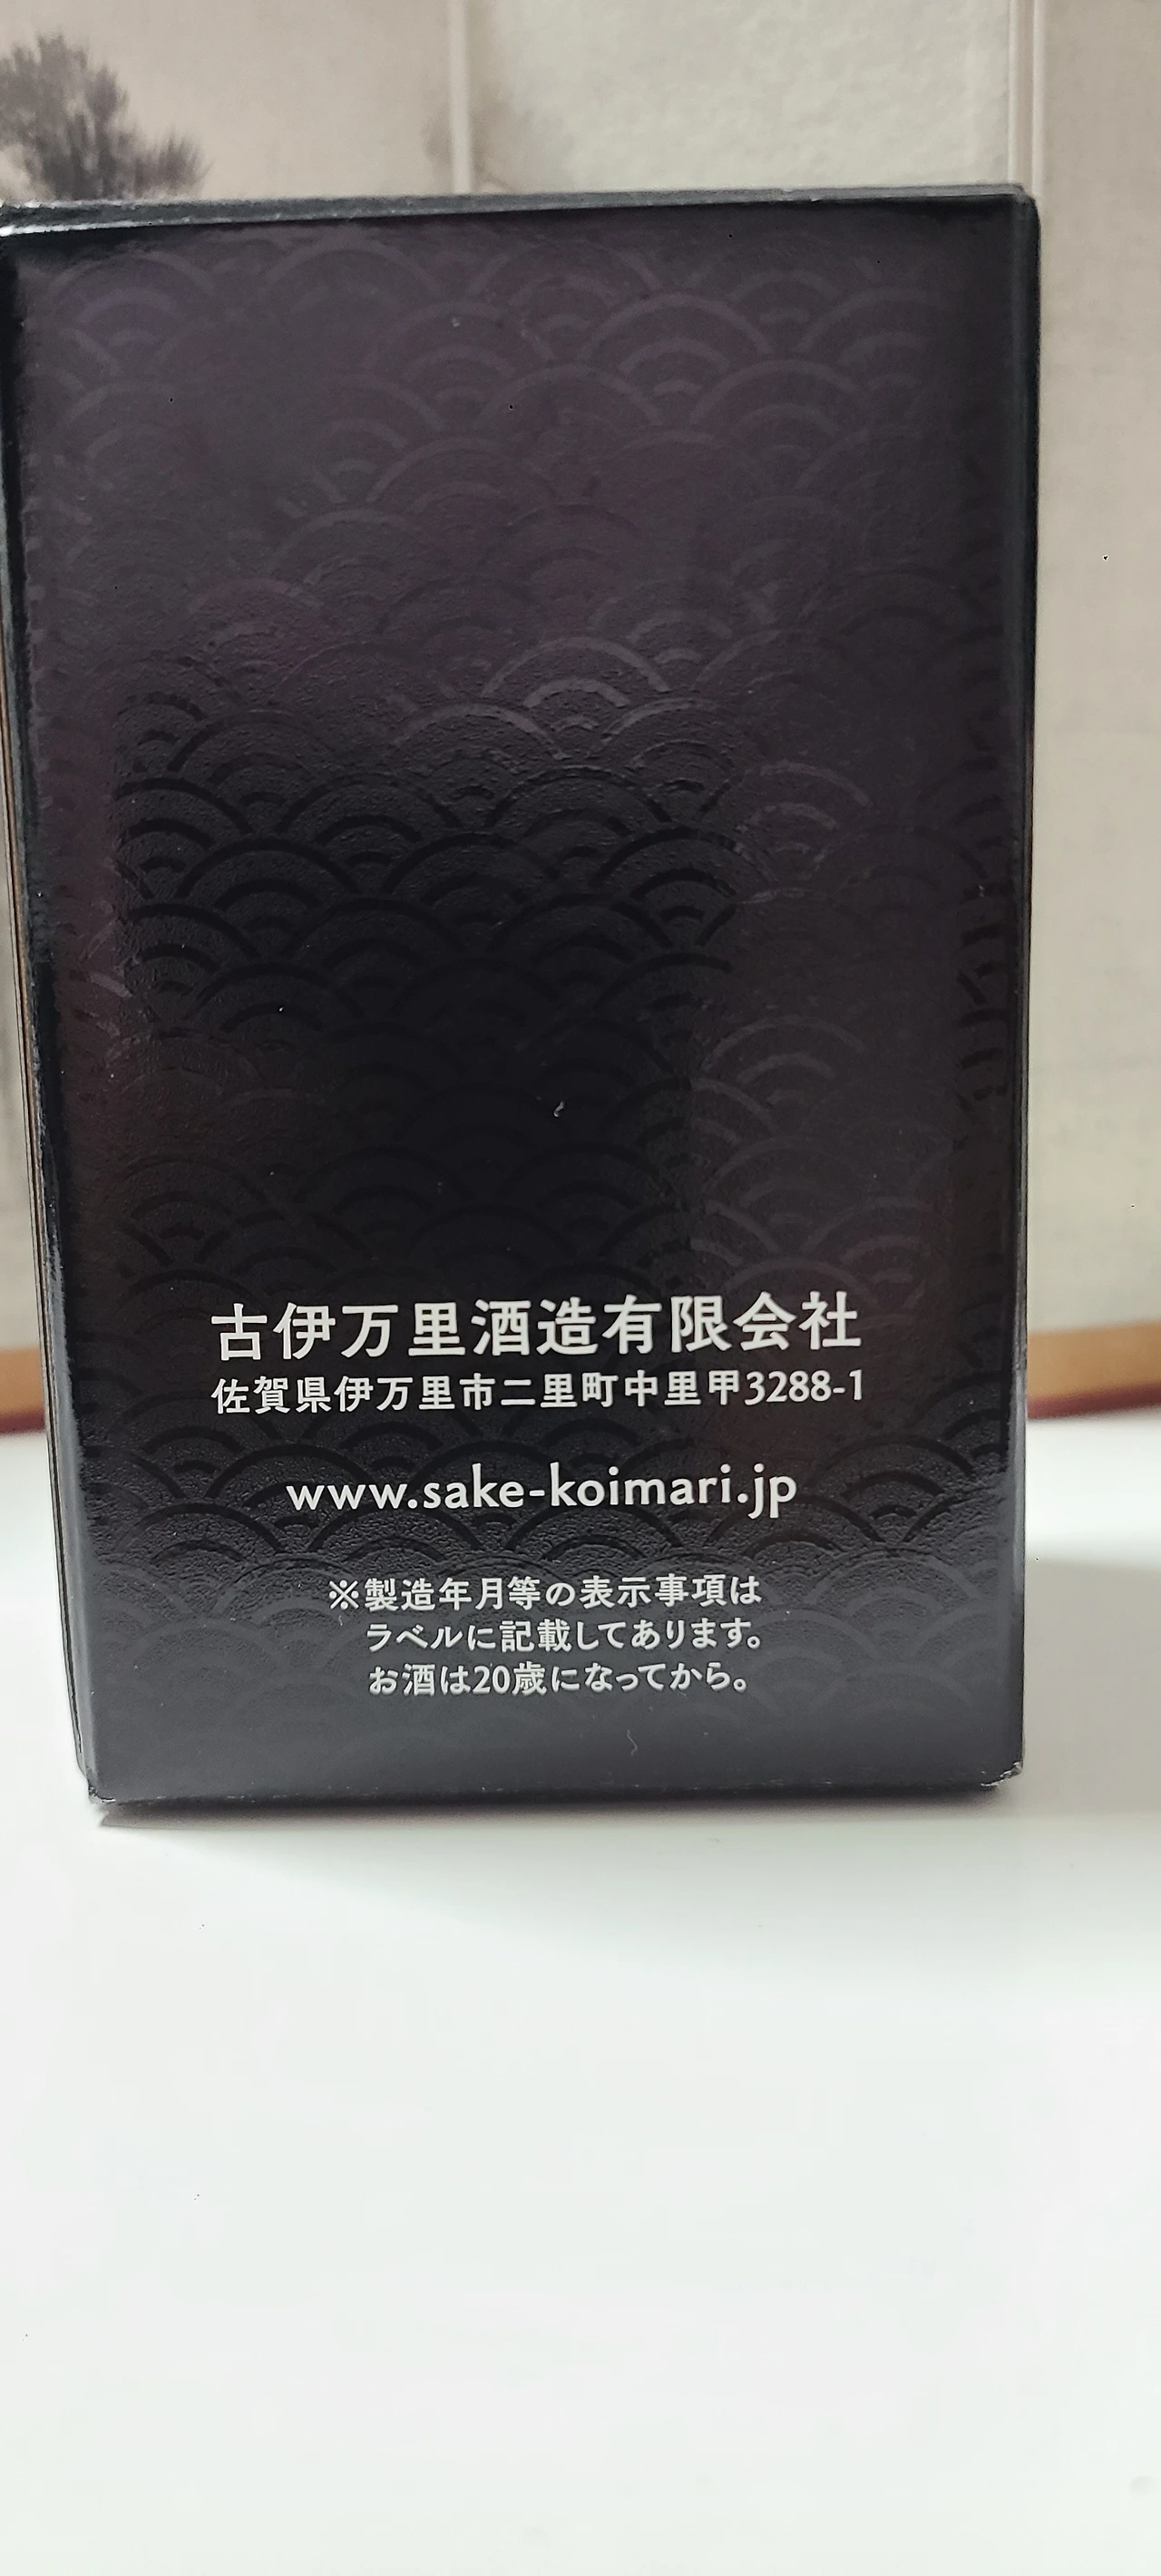 古伊万里酒造有限会社
佐賀県伊万里市二里町中里甲3288-1
www.sake-koimari.jp
※製造年月等の表示事項は
ラベルに記載してあります。
お酒は20歳になってから。